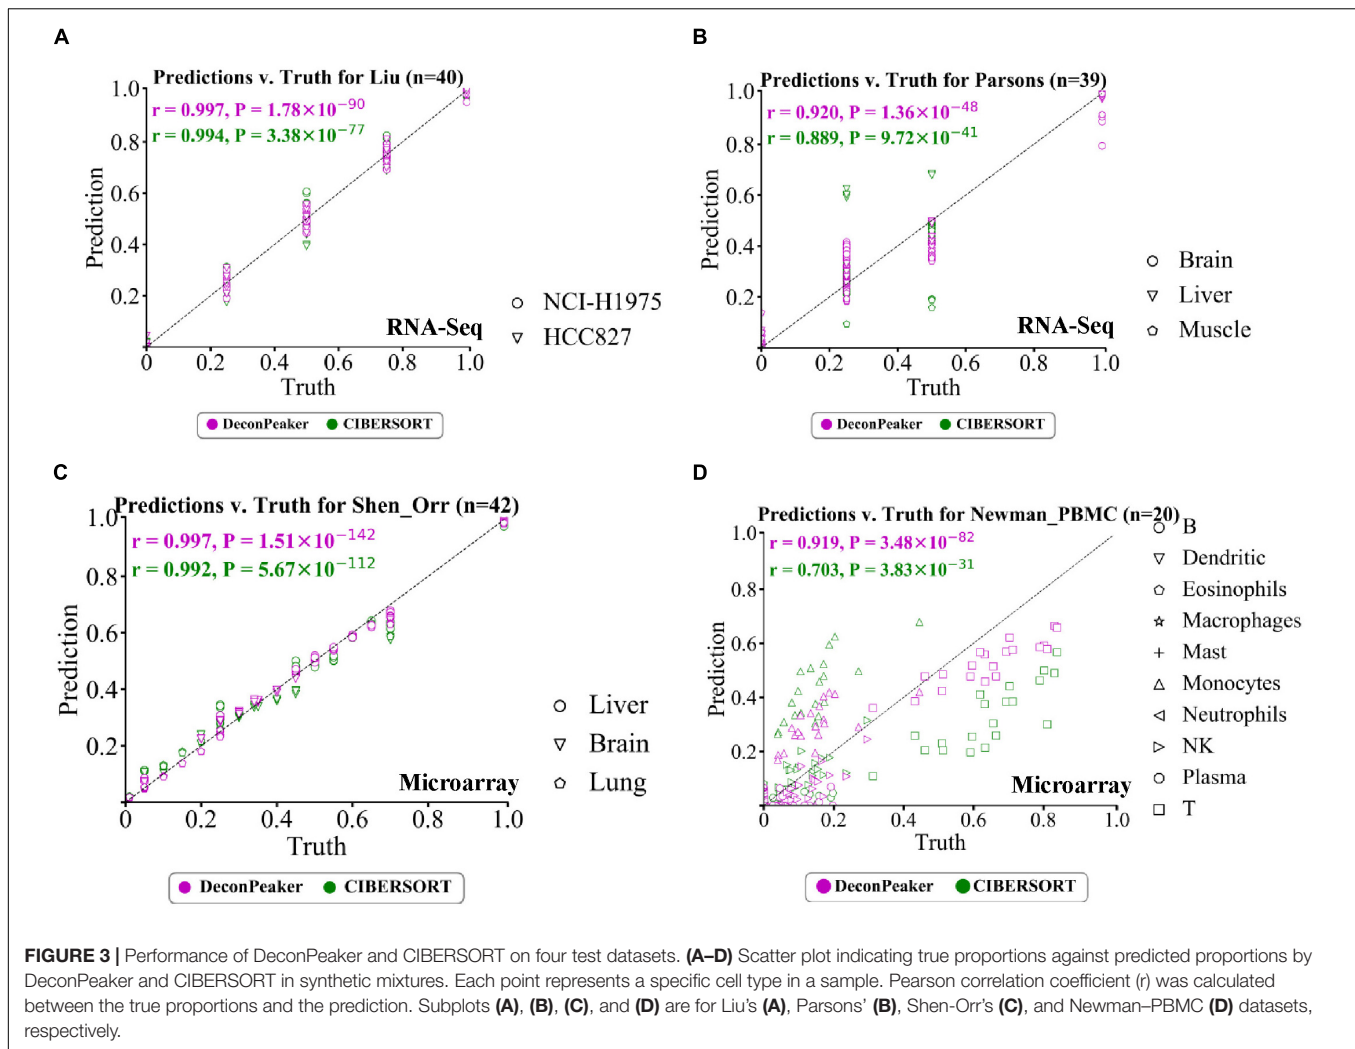 A
Predictions v. Truth for Liu (n=40)
r = 0.997, P = 1.78×10−90
r = 0.994, P = 3.38×10−77
1.0
0.8
0.6
0.4
0.2
0
0.2
0.4
0.6
0.8
1.0
Prediction
Truth
RNA-Seq
NCI-H1975
HCC827
DeconPeaker
CIBERSORT
B
Predictions v. Truth for Parsons (n=39)
r = 0.920, P = 1.36×10−48
r = 0.889, P = 9.72×10−41
1.0
0.8
0.6
0.4
0.2
0
0.2
0.4
0.6
0.8
1.0
Prediction
Truth
RNA-Seq
Brain
Liver
Muscle
DeconPeaker
CIBERSORT
C
Predictions v. Truth for Shen_Orr (n=42)
r = 0.997, P = 1.51×10−142
r = 0.992, P = 5.67×10−112
1.0
0.8
0.6
0.4
0.2
0
0.2
0.4
0.6
0.8
1.0
Prediction
Truth
Microarray
Liver
Brain
Lung
DeconPeaker
CIBERSORT
D
Predictions v. Truth for Newman_PBMC (n=20)
r = 0.919, P = 3.48×10−82
r = 0.703, P = 3.83×10−31
1.0
0.8
0.6
0.4
0.2
0
0.2
0.4
0.6
0.8
1.0
Prediction
Truth
Microarray
B
Dendritic
Eosinophils
Macrophages
Mast
Monocytes
Neutrophils
NK
Plasma
T
DeconPeaker
CIBERSORT
FIGURE 3 | Performance of DeconPeaker and CIBERSORT on four test datasets. (A–D) Scatter plot indicating true proportions against predicted proportions by
DeconPeaker and CIBERSORT in synthetic mixtures. Each point represents a specific cell type in a sample. Pearson correlation coefficient (r) was calculated
between the true proportions and the prediction. Subplots (A), (B), (C), and (D) are for Liu's (A), Parsons' (B), Shen-Orr's (C), and Newman–PBMC (D) datasets,
respectively.